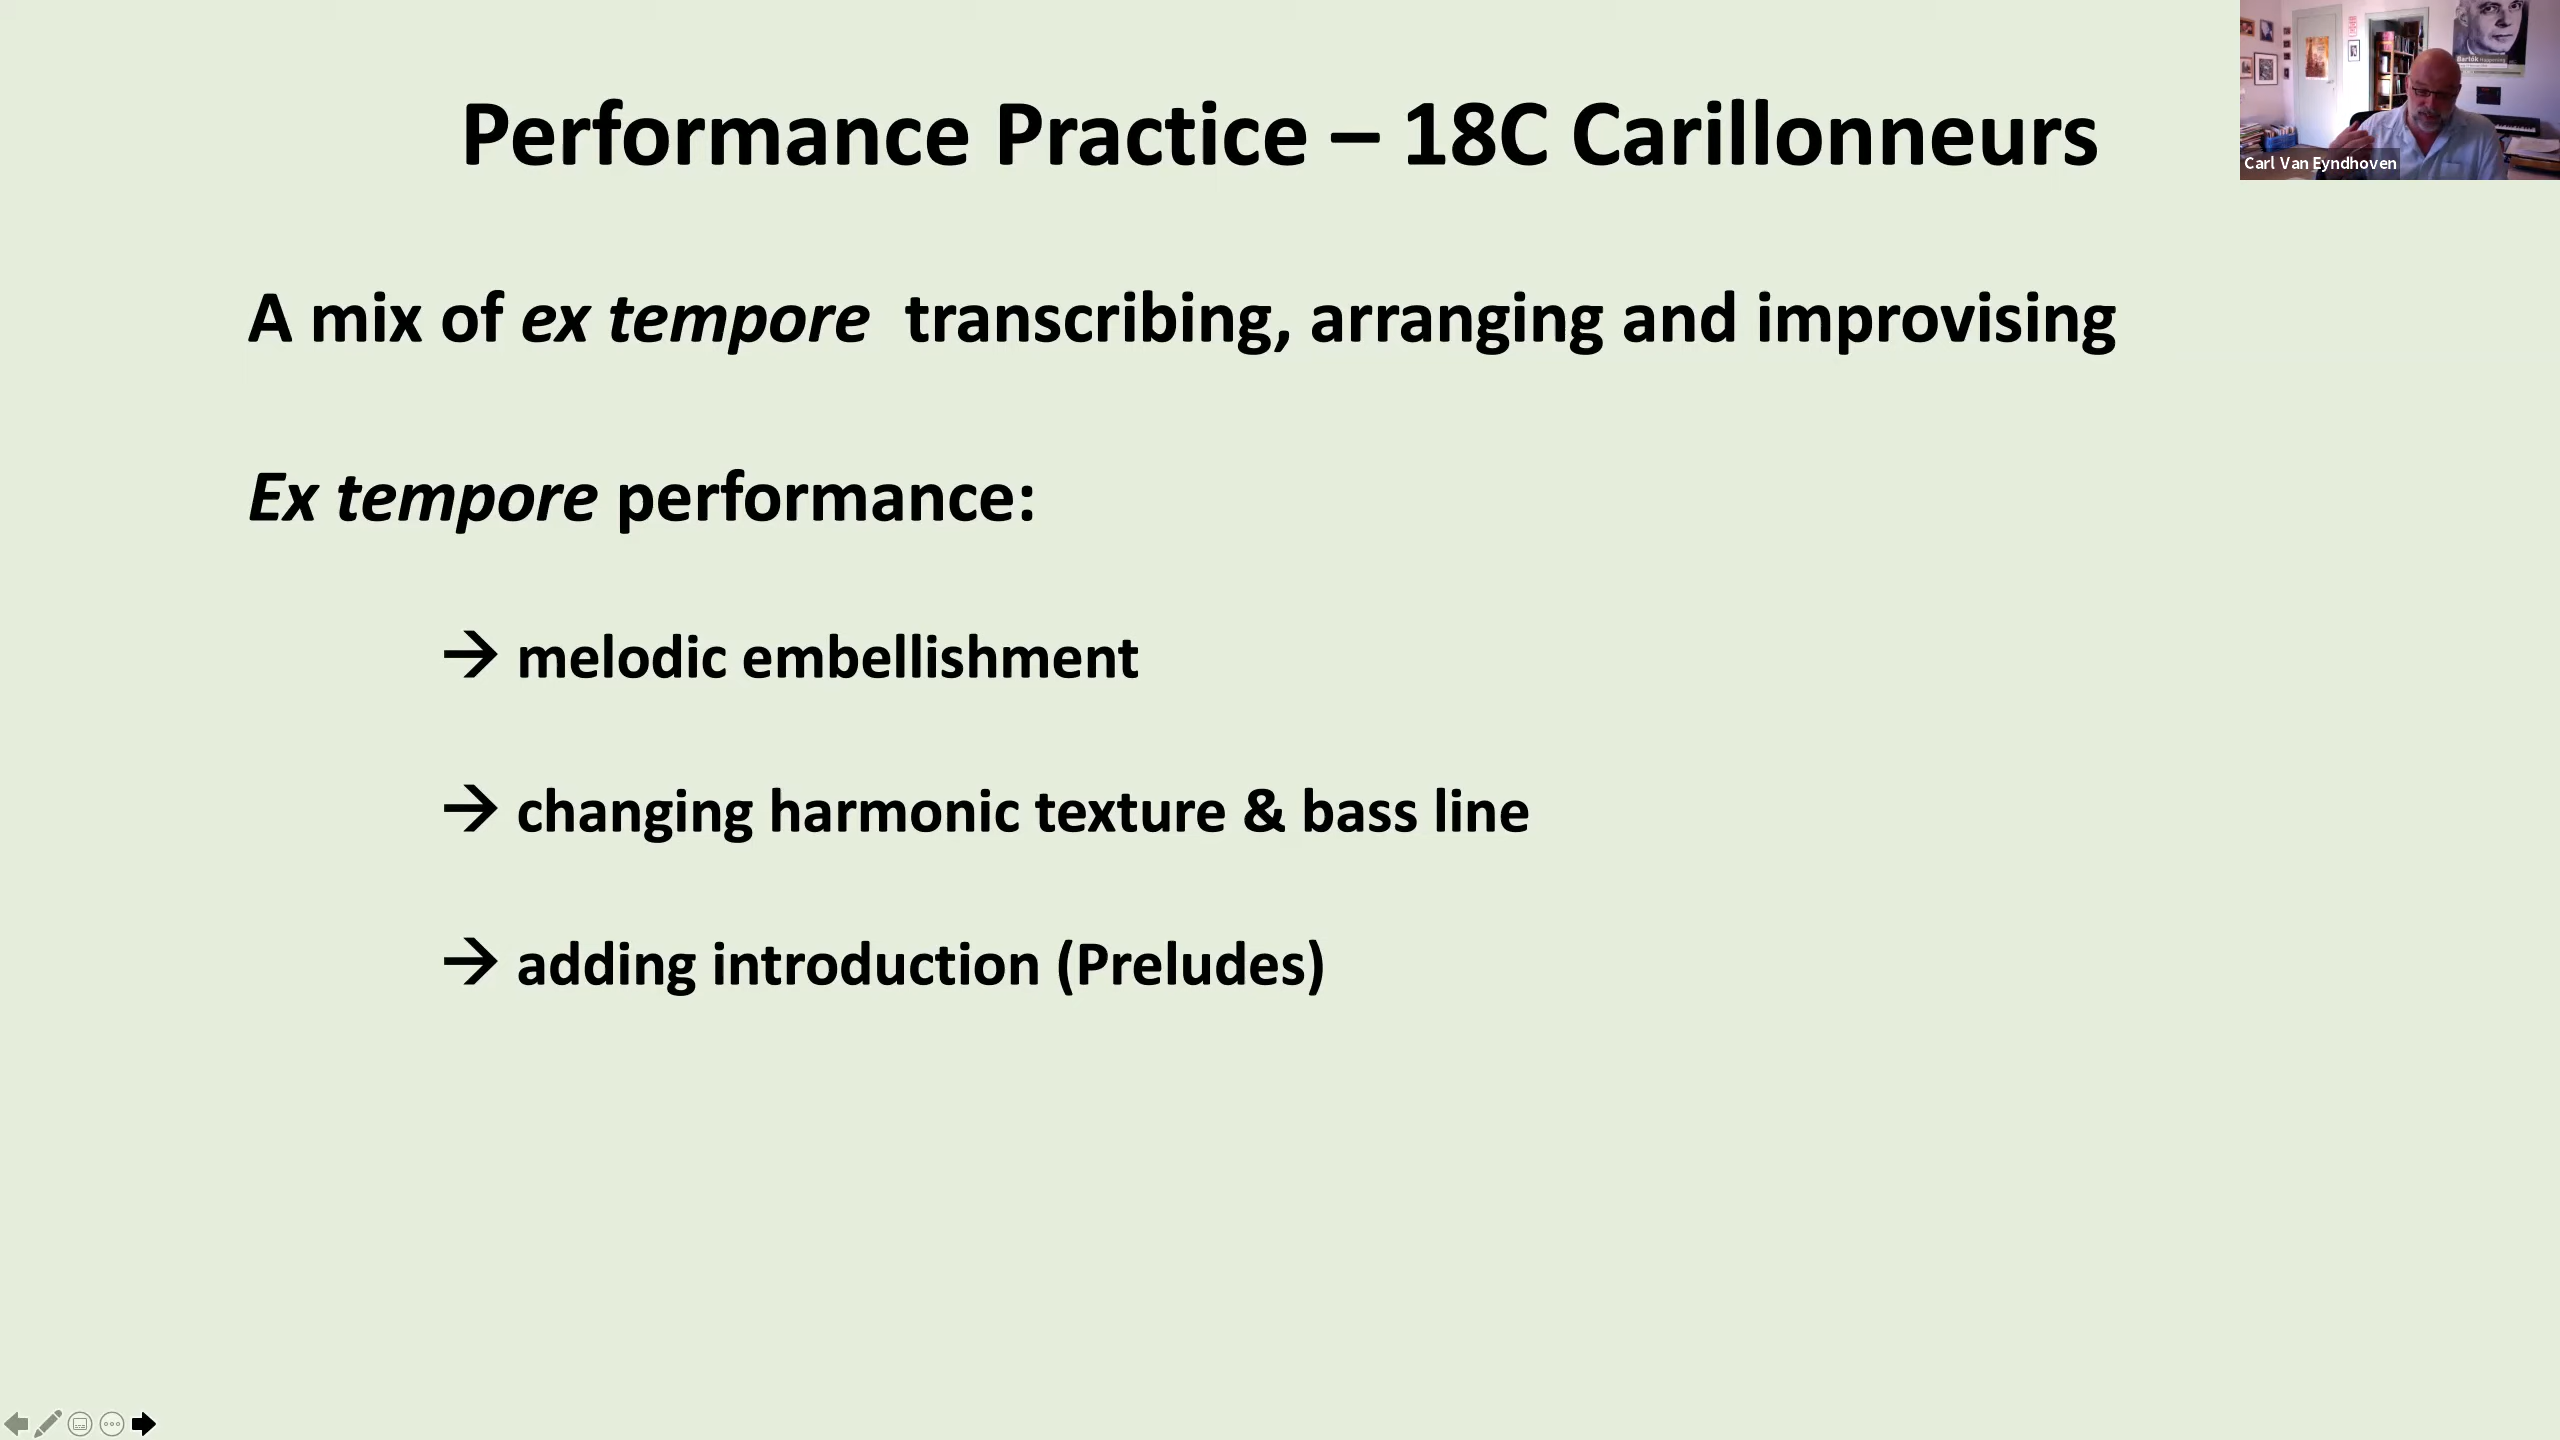 Performance Practice – 18C Carillonneurs
Bartók
Carl Van Eyndhoven
A mix of ex tempore transcribing, arranging and improvising
Ex tempore performance:
→ melodic embellishment
→ changing harmonic texture & bass line
→ adding introduction (Preludes)